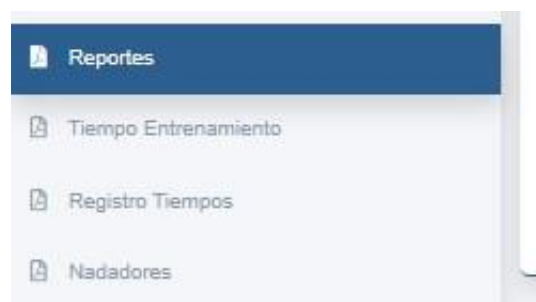 Reportes
Tiempo Entrenamiento
Registro Tiempos
Nadadores